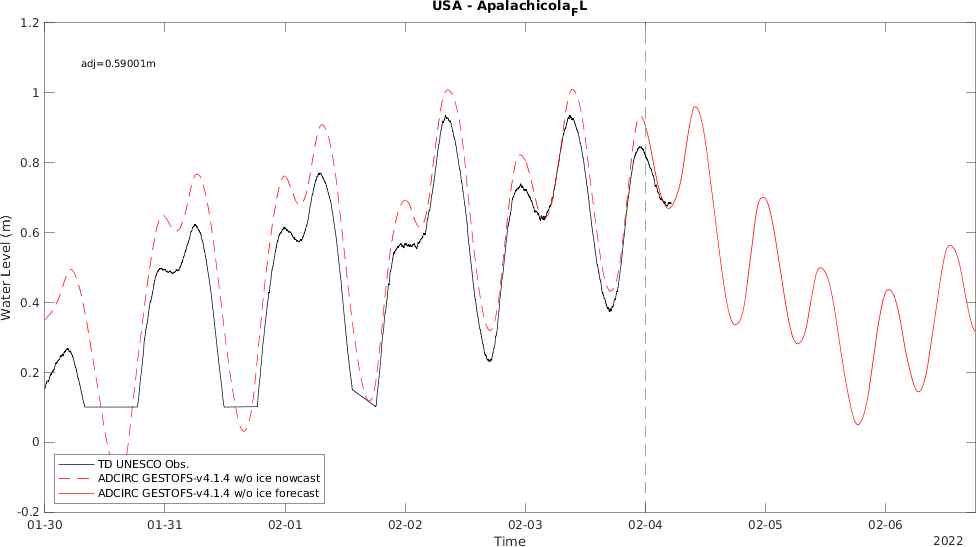 USA - Apalachicola_FL
1.2
adj=0.59001m
1
0.8
0.6
0.4
0.2
0
-0.2
Water Level (m)
TD UNESCO Obs.
ADCIRC GESTOFS-v4.1.4 w/o ice nowcast
ADCIRC GESTOFS-v4.1.4 w/o ice forecast
01-30 01-31 02-01 02-02 02-03 02-04 02-05 02-06
Time
2022